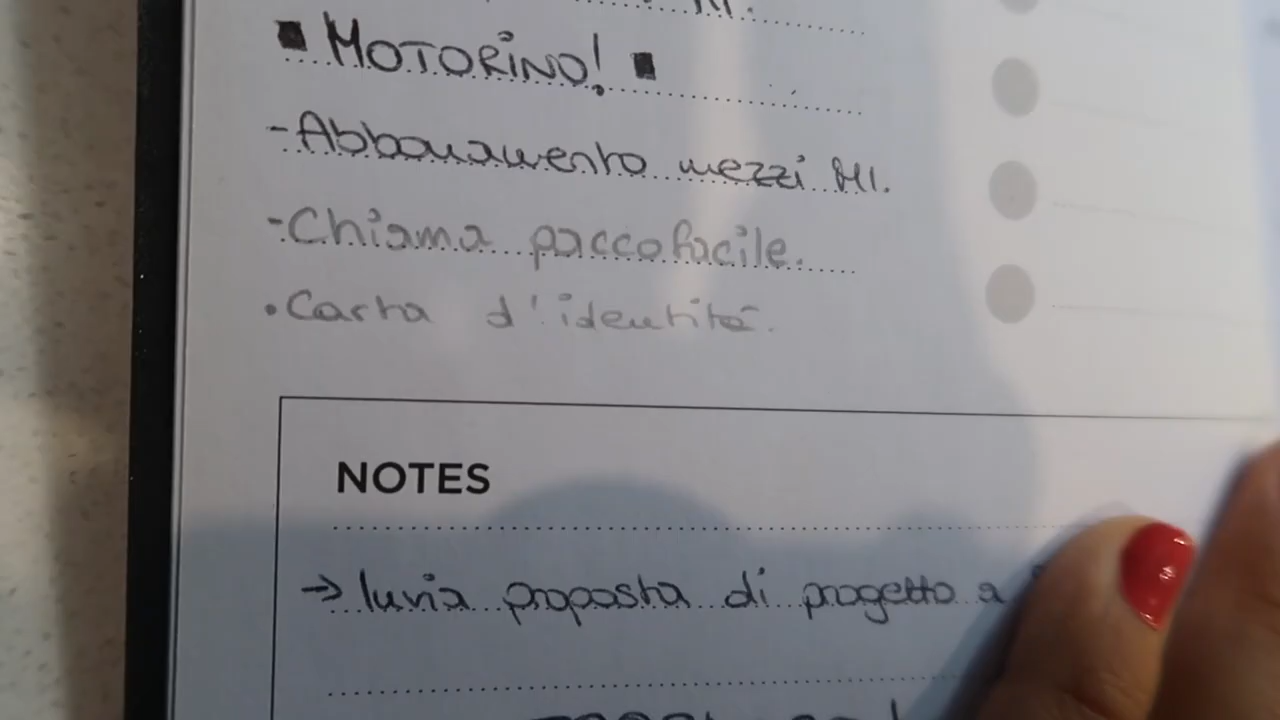 ■ MOTORiNO! ■
- Abbonamento mezzi MI.
- Chiama paccofacile.
• Carta d'identità.
NOTES
→ Invia proposta di progetto a